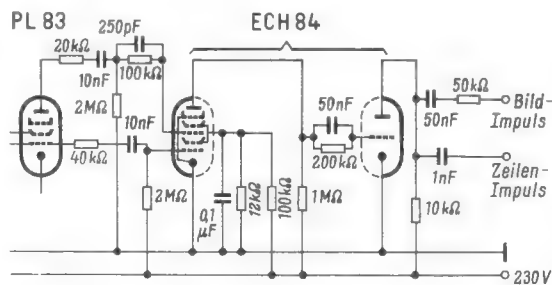 PL 83
ECH 84
250pF
20kΩ
10nF
100kΩ
2MΩ
10nF
40kΩ
2MΩ
0,1
μF
12kΩ
100kΩ
50nF
200kΩ
1MΩ
50nF
50kΩ
Bild-
Impuls
1nF
Zeilen-
Impuls
10kΩ
230V